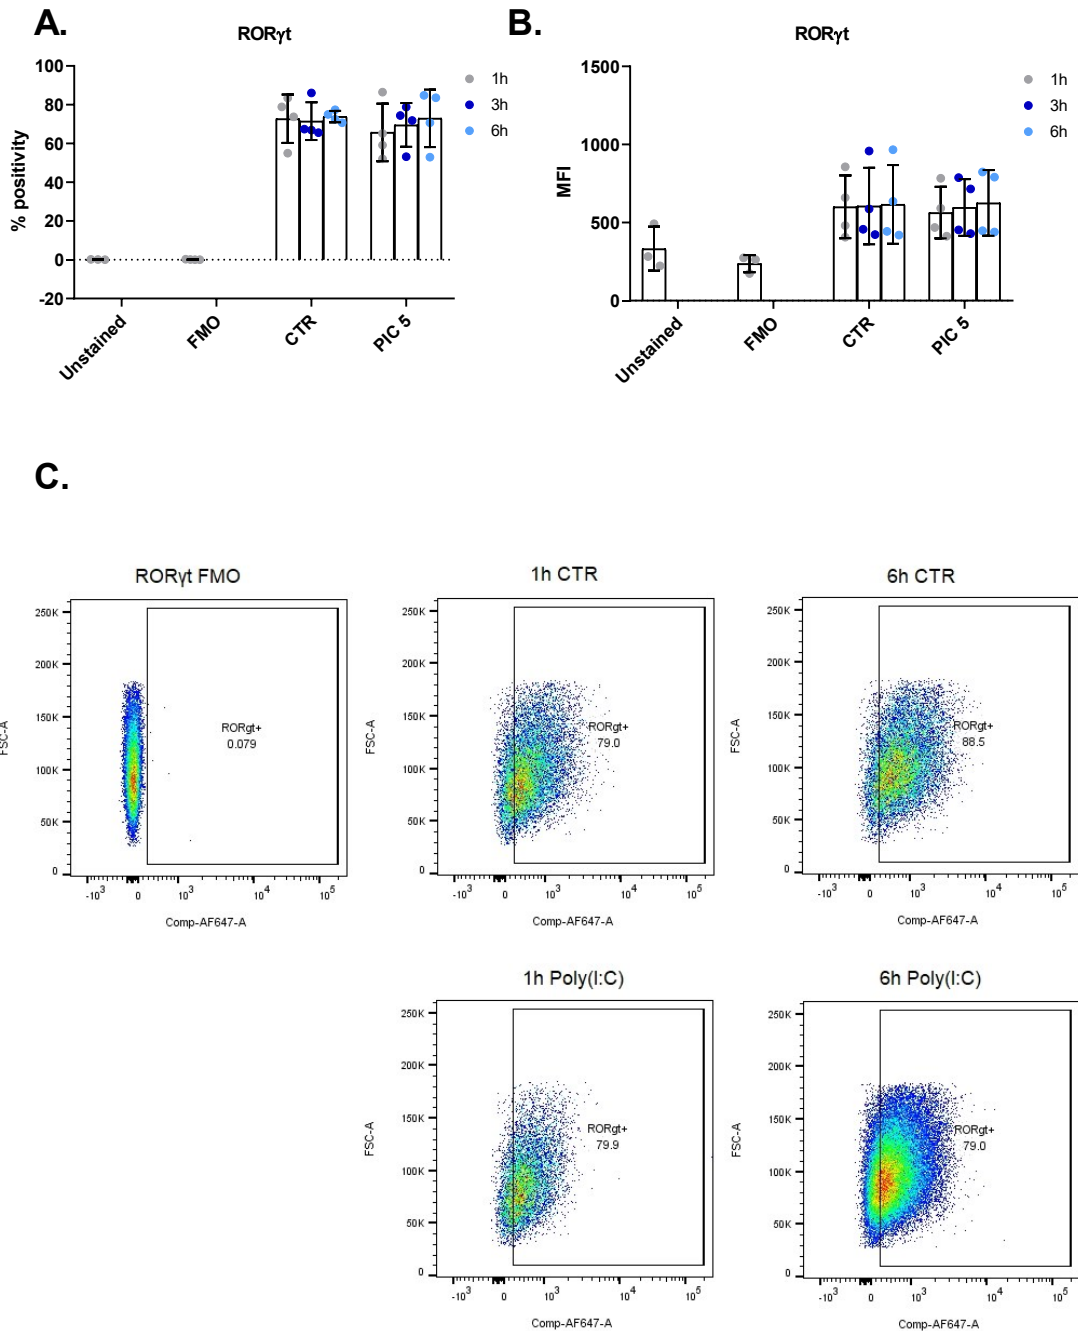 A.
RORγt
100
80
60
40
20
0
-20
% positivity
Unstained
FMO
CTR
PIC 5
1h
3h
6h
B.
RORγt
1500
1000
500
0
MFI
Unstained
FMO
CTR
PIC 5
1h
3h
6h
C.
RORγt FMO
250K
200K
150K
100K
50K
0
FSC-A
RORgt+
0.079
-10³ 0 10³ 10⁴ 10⁵
Comp-AF647-A
1h CTR
250K
200K
150K
100K
50K
0
FSC-A
RORgt+
79.0
-10³ 0 10³ 10⁴ 10⁵
Comp-AF647-A
6h CTR
250K
200K
150K
100K
50K
0
FSC-A
RORgt+
88.5
-10³ 0 10³ 10⁴ 10⁵
Comp-AF647-A
1h Poly(I:C)
250K
200K
150K
100K
50K
0
FSC-A
RORgt+
79.9
-10³ 0 10³ 10⁴ 10⁵
Comp-AF647-A
6h Poly(I:C)
250K
200K
150K
100K
50K
0
FSC-A
RORgt+
79.0
-10³ 0 10³ 10⁴ 10⁵
Comp-AF647-A